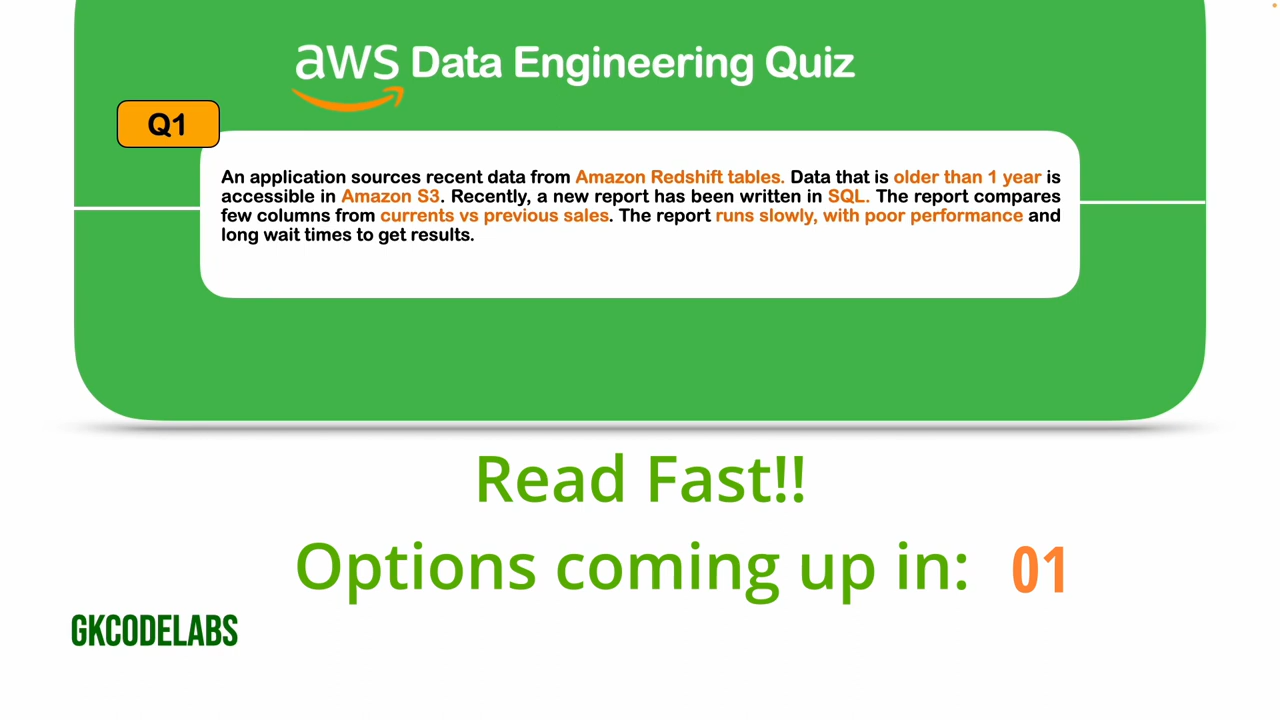 aws Data Engineering Quiz
Q1
An application sources recent data from Amazon Redshift tables. Data that is older than 1 year is
accessible in Amazon S3. Recently, a new report has been written in SQL. The report compares
few columns from currents vs previous sales. The report runs slowly, with poor performance and
long wait times to get results.
Read Fast!!
Options coming up in: 01
GKCODELABS